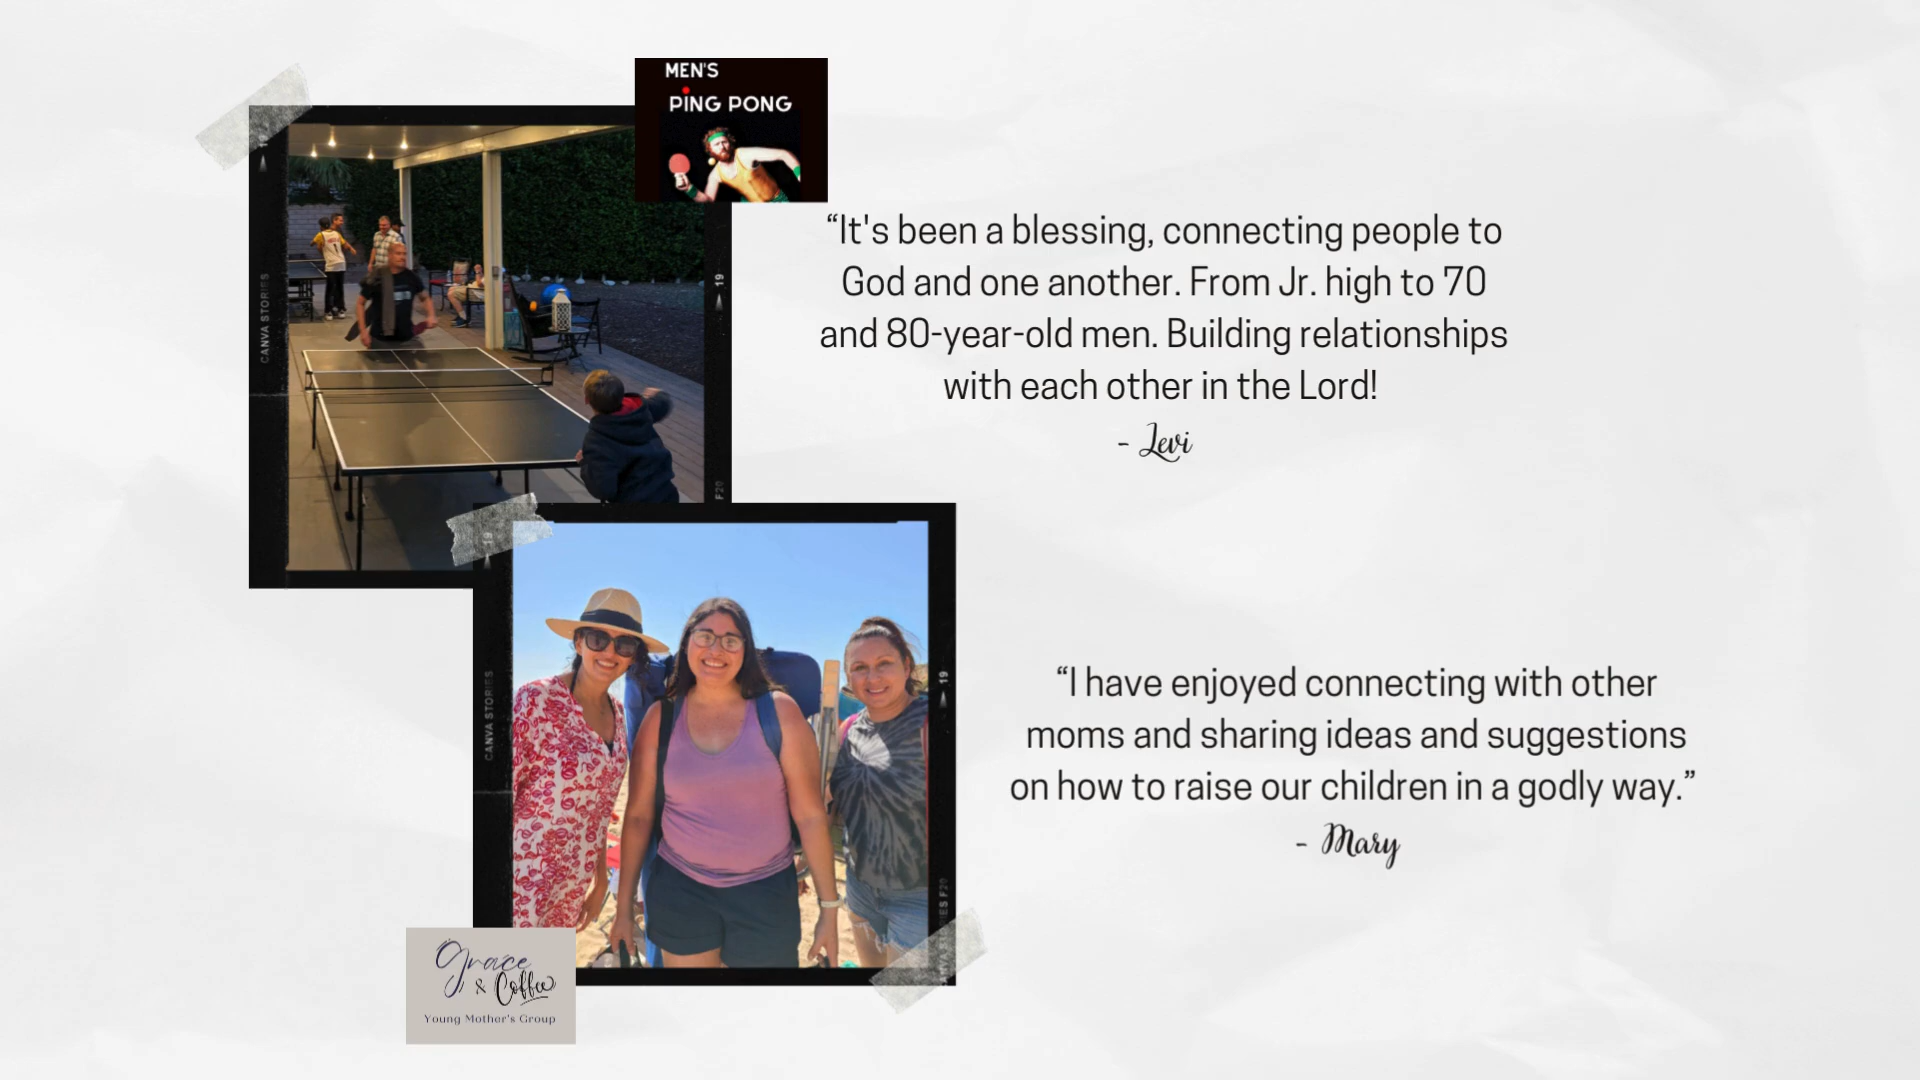 MEN'S
PING PONG
“It's been a blessing, connecting people to
God and one another. From Jr. high to 70
and 80-year-old men. Building relationships
with each other in the Lord!
- Levi
19
CANVA STORIES
19
F20
“I have enjoyed connecting with other
moms and sharing ideas and suggestions
on how to raise our children in a godly way.”
- Mary
19
CANVA STORIES
19
Grace
& Coffee
Young Mother's Group